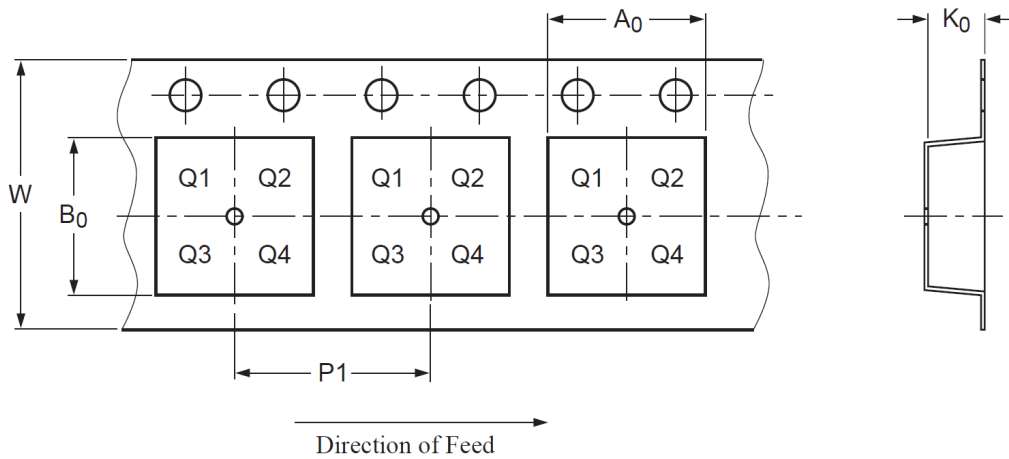 A0 K0
Q1 Q2 Q1 Q2 Q1 Q2
W B0
Q3 Q4 Q3 Q4 Q3 Q4
P1
Direction of Feed